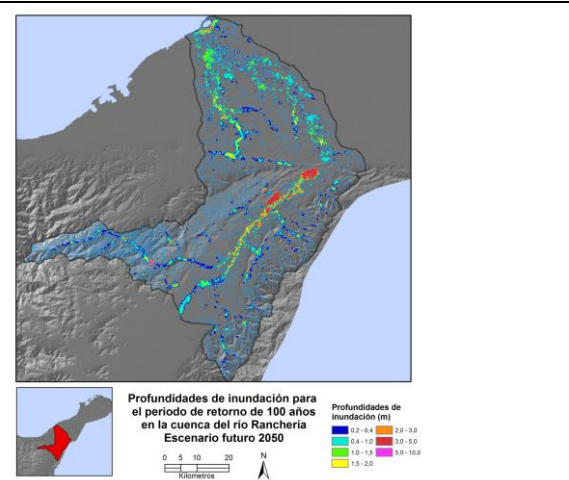 Profundidades de inundación para
el periodo de retorno de 100 años
en la cuenca del río Ranchería
Escenario futuro 2050
0 5 10 20
Kilometros
N
Profundidades de
inundación (m)
0,2 - 0,4
0,4 - 1,0
1,0 - 1,5
1,5 - 2,0
2,0 - 3,0
3,0 - 5,0
5,0 - 10,0